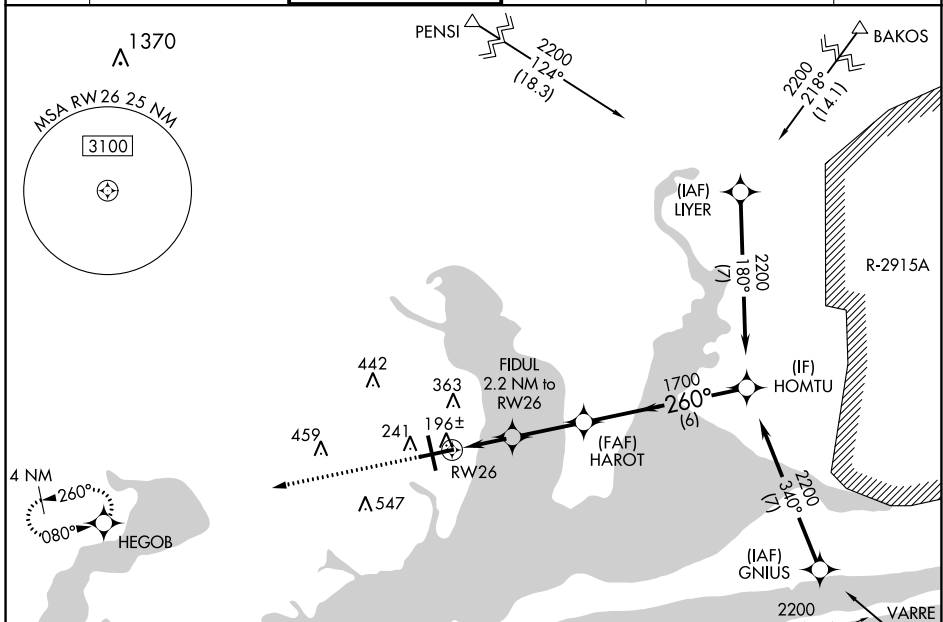 1370
MSA RW26 25 NM
3100
PENSI
2200
124°
(18.3)
BAKOS
2200
218°
(14.1)
(IAF)
LIYER
2200
180°
(7)
R-2915A
442
363
FIDUL
2.2 NM to
RW26
1700
260°
(6)
(IF)
HOMTU
459
241
196±
RW26
(FAF)
HAROT
4 NM
260°
080°
HEGOB
547
2200
340°
(7)
(IAF)
GNIUS
2200
VARRE